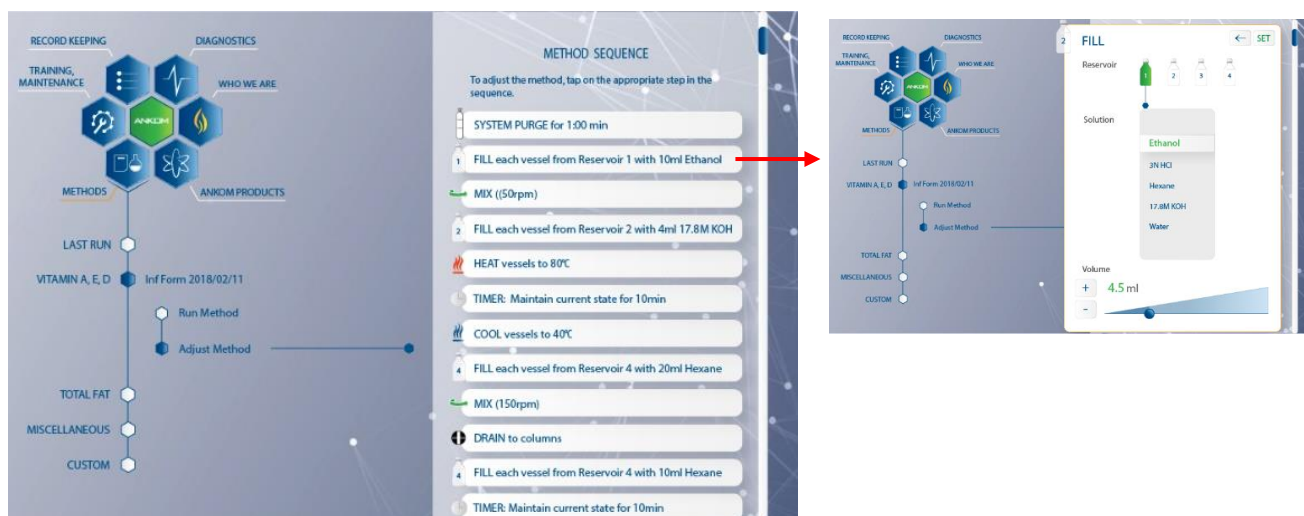 RECORD KEEPING
DIAGNOSTICS
TRAINING,
MAINTENANCE
WHO WE ARE
ANKOM
METHODS
ANKOM PRODUCTS
LAST RUN
VITAMIN A, E, D
Inf Form 2018/02/11
Run Method
Adjust Method
TOTAL FAT
MISCELLANEOUS
CUSTOM
METHOD SEQUENCE
To adjust the method, tap on the appropriate step in the
sequence.
SYSTEM PURGE for 1:00 min
1 FILL each vessel from Reservoir 1 with 10ml Ethanol
MIX ((50rpm)
2 FILL each vessel from Reservoir 2 with 4ml 17.8M KOH
HEAT vessels to 80℃
TIMER: Maintain current state for 10min
COOL vessels to 40℃
4 FILL each vessel from Reservoir 4 with 20ml Hexane
MIX (150rpm)
DRAIN to columns
4 FILL each vessel from Reservoir 4 with 10ml Hexane
TIMER: Maintain current state for 10min
RECORD KEEPING
DIAGNOSTICS
TRAINING,
MAINTENANCE
WHO WE ARE
ANKOM
METHODS
ANKOM PRODUCTS
LAST RUN
VITAMIN A, E, D
Inf Form 2018/02/11
Run Method
Adjust Method
TOTAL FAT
MISCELLANEOUS
CUSTOM
2 FILL
← SET
Reservoir
1 2 3 4
Solution
Ethanol
3N HCl
Hexane
17.8M KOH
Water
Volume
+ 4.5 ml
-